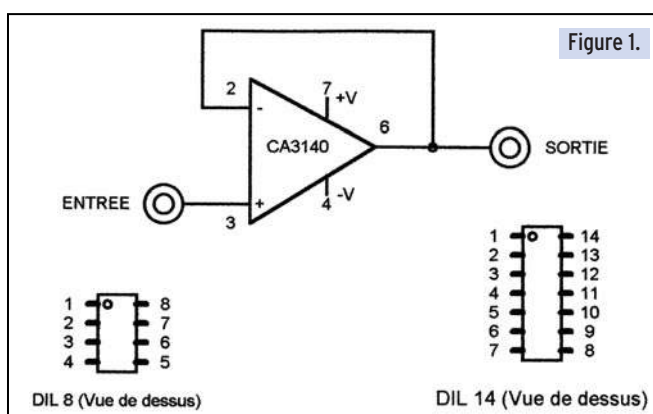 Figure 1.
2
7
+V
-
6
CA3140
SORTIE
ENTREE
+
4
-V
3
1 14
2 13
3 12
4 11
5 10
6 9
7 8
1 8
2 7
3 6
4 5
DIL 8 (Vue de dessus)
DIL 14 (Vue de dessus)